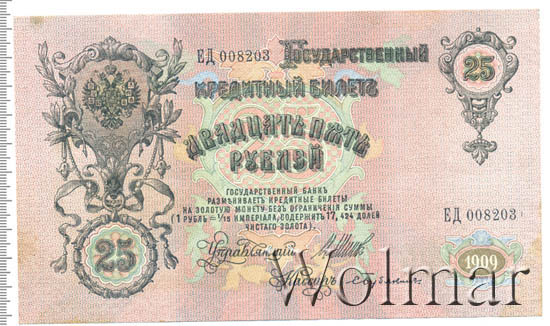 ЕД 008203 Государственный
25
Кредитный билетъ
Двадцать пять
рублей
ГОСУДАРСТВЕННЫЙ БАНКЪ
РАЗМѢНИВАЕТЪ КРЕДИТНЫЕ БИЛЕТЫ
НА ЗОЛОТУЮ МОНЕТУ БЕЗЪ ОГРАНИЧЕНІЯ СУММЫ
(1 РУБЛЬ = 1/15 ИМПЕРІАЛА, СОДЕРЖИТЪ 17,424 ДОЛЕЙ
ЧИСТАГО ЗОЛОТА)
ЕД 008203
25
Управляющій
Кассиръ
1909
Wolmar